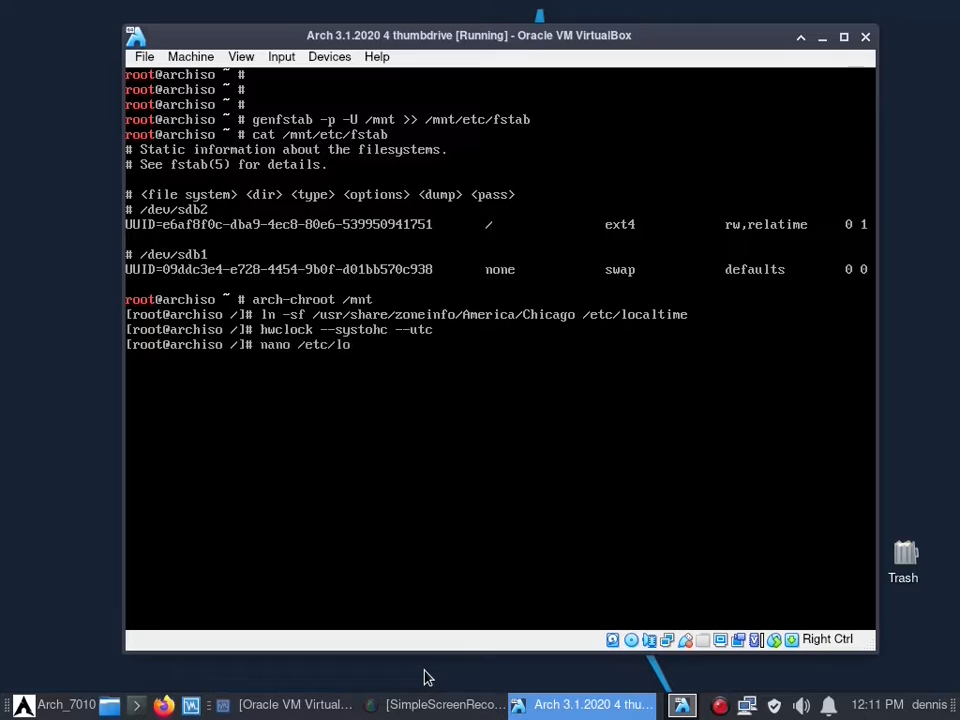 Arch 3.1.2020 4 thumbdrive [Running] - Oracle VM VirtualBox
File Machine View Input Devices Help
root@archiso ~ #
root@archiso ~ #
root@archiso ~ #
root@archiso ~ # genfstab -p -U /mnt >> /mnt/etc/fstab
root@archiso ~ # cat /mnt/etc/fstab
# Static information about the filesystems.
# See fstab(5) for details.
# <file system> <dir> <type> <options> <dump> <pass>
# /dev/sdb2
UUID=e6af8f0c-dba9-4ec8-80e6-539950941751 / ext4 rw,relatime 0 1
# /dev/sdb1
UUID=09ddc3e4-e728-4454-9b0f-d01bb570c938 none swap defaults 0 0
root@archiso ~ # arch-chroot /mnt
[root@archiso /]# ln -sf /usr/share/zoneinfo/America/Chicago /etc/localtime
[root@archiso /]# hwclock --systohc --utc
[root@archiso /]# nano /etc/lo
Right Ctrl
Trash
Arch_7010 [Oracle VM Virtual... [SimpleScreenReco... Arch 3.1.2020 4 thu... 12:11 PM dennis